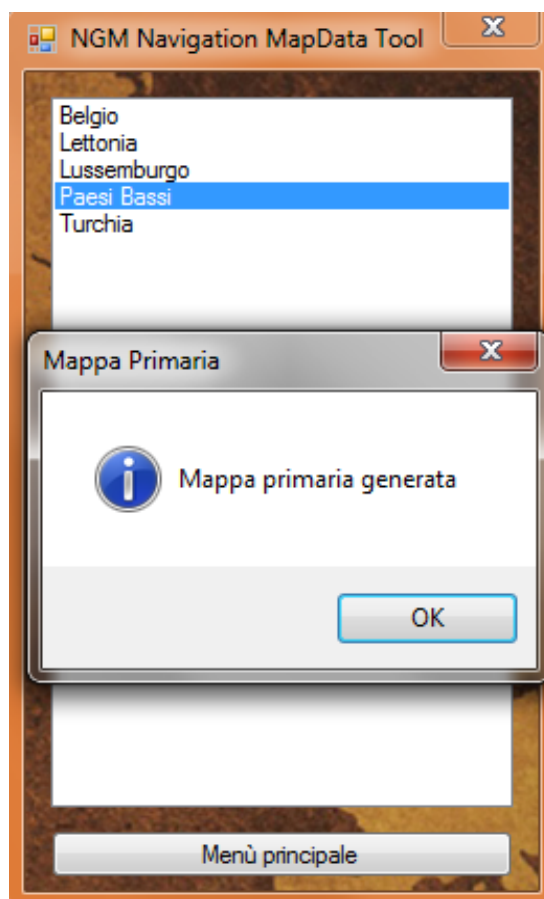 NGM Navigation MapData Tool
Belgio
Lettonia
Lussemburgo
Paesi Bassi
Turchia
Mappa Primaria
Mappa primaria generata
OK
Menù principale